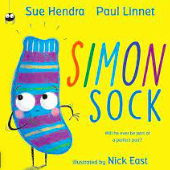 Sue Hendra Paul Linnet
SIMON
SOCK
Will he ever be part of
a perfect pair?
Illustrated by Nick East